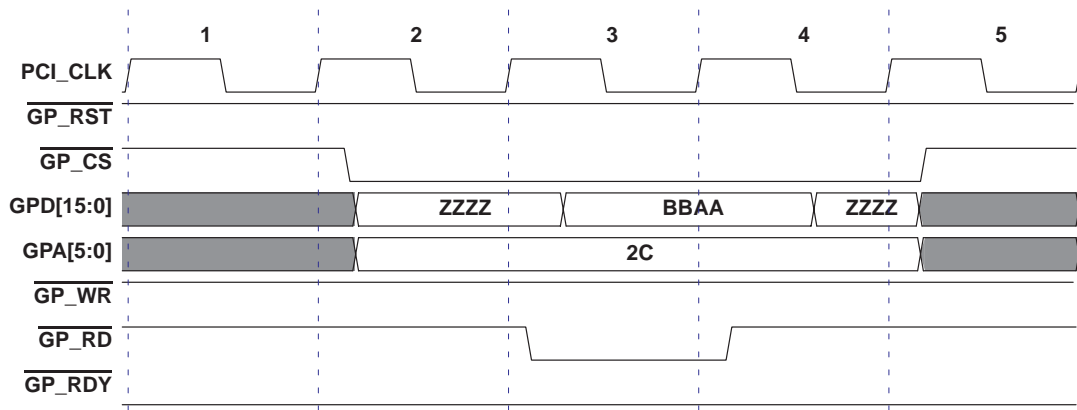 1 2 3 4 5
PCI_CLK
GP_RST
GP_CS
GPD[15:0] ZZZZ BBAA ZZZZ
GPA[5:0] 2C
GP_WR
GP_RD
GP_RDY